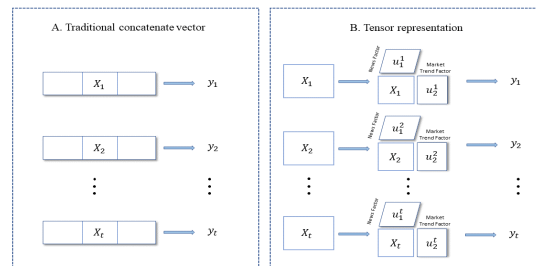 A. Traditional concatenate vector
X₁ y₁
X₂ y₂
Xₜ yₜ
B. Tensor representation
News Factor
Market
Trend Factor
X₁ u₁¹ X₁ u₂¹ y₁
News Factor
Market
Trend Factor
X₂ u₁² X₂ u₂² y₂
News Factor
Market
Trend Factor
Xₜ u₁ᵗ Xₜ u₂ᵗ yₜ